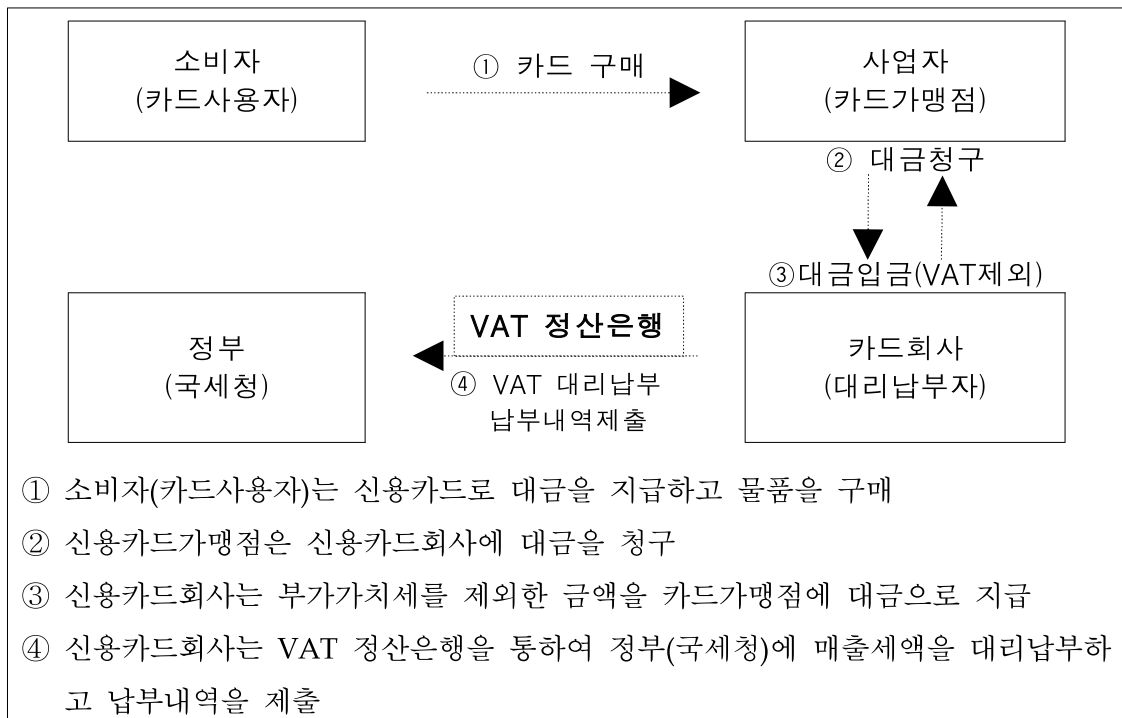 소비자
(카드사용자)
① 카드 구매
사업자
(카드가맹점)
② 대금청구
③대금입금(VAT제외)
정부
(국세청)
VAT 정산은행
④ VAT 대리납부
납부내역제출
카드회사
(대리납부자)
① 소비자(카드사용자)는 신용카드로 대금을 지급하고 물품을 구매
② 신용카드가맹점은 신용카드회사에 대금을 청구
③ 신용카드회사는 부가가치세를 제외한 금액을 카드가맹점에 대금으로 지급
④ 신용카드회사는 VAT 정산은행을 통하여 정부(국세청)에 매출세액을 대리납부하
고 납부내역을 제출